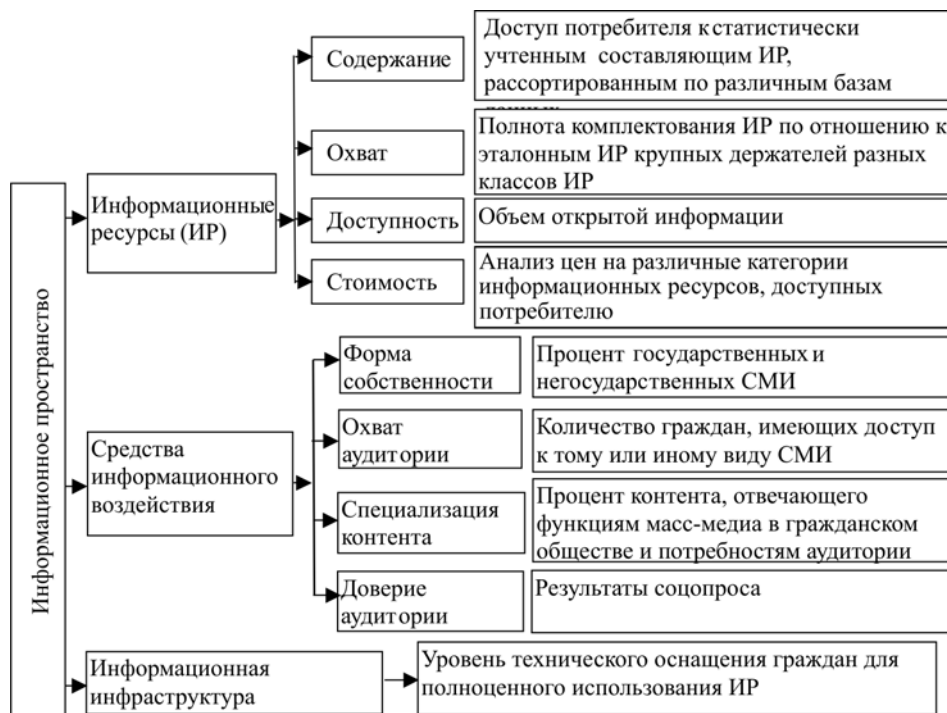 Информационное пространство
Информационные
ресурсы (ИР)
Содержание
Доступ потребителя к статистически
учтенным составляющим ИР,
рассортированным по различным базам
Охват
Полнота комплектования ИР по отношению к
эталонным ИР крупных держателей разных
классов ИР
Доступность
Объем открытой информации
Стоимость
Анализ цен на различные категории
информационных ресурсов, доступных
потребителю
Средства
информационного
воздействия
Форма
собственности
Процент государственных и
негосударственных СМИ
Охват
аудитории
Количество граждан, имеющих доступ
к тому или иному виду СМИ
Специализация
контента
Процент контента, отвечающего
функциям масс-медиа в гражданском
обществе и потребностям аудитории
Доверие
аудитории
Результаты соцопроса
Информационная
инфраструктура
Уровень технического оснащения граждан для
полноценного использования ИР